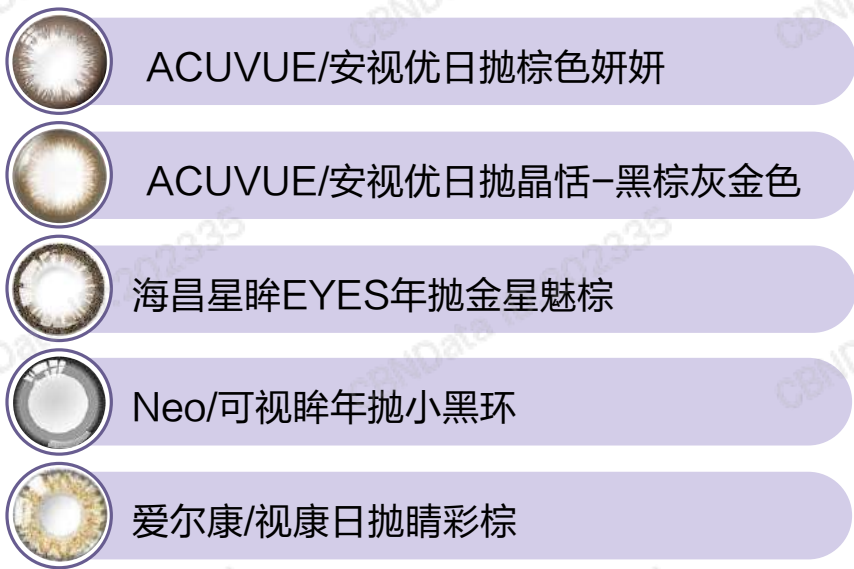 ACUVUE/安视优日抛棕色妍妍
ACUVUE/安视优日抛晶恬–黑棕灰金色
海昌星眸EYES年抛金星魅棕
Neo/可视眸年抛小黑环
爱尔康/视康日抛睛彩棕